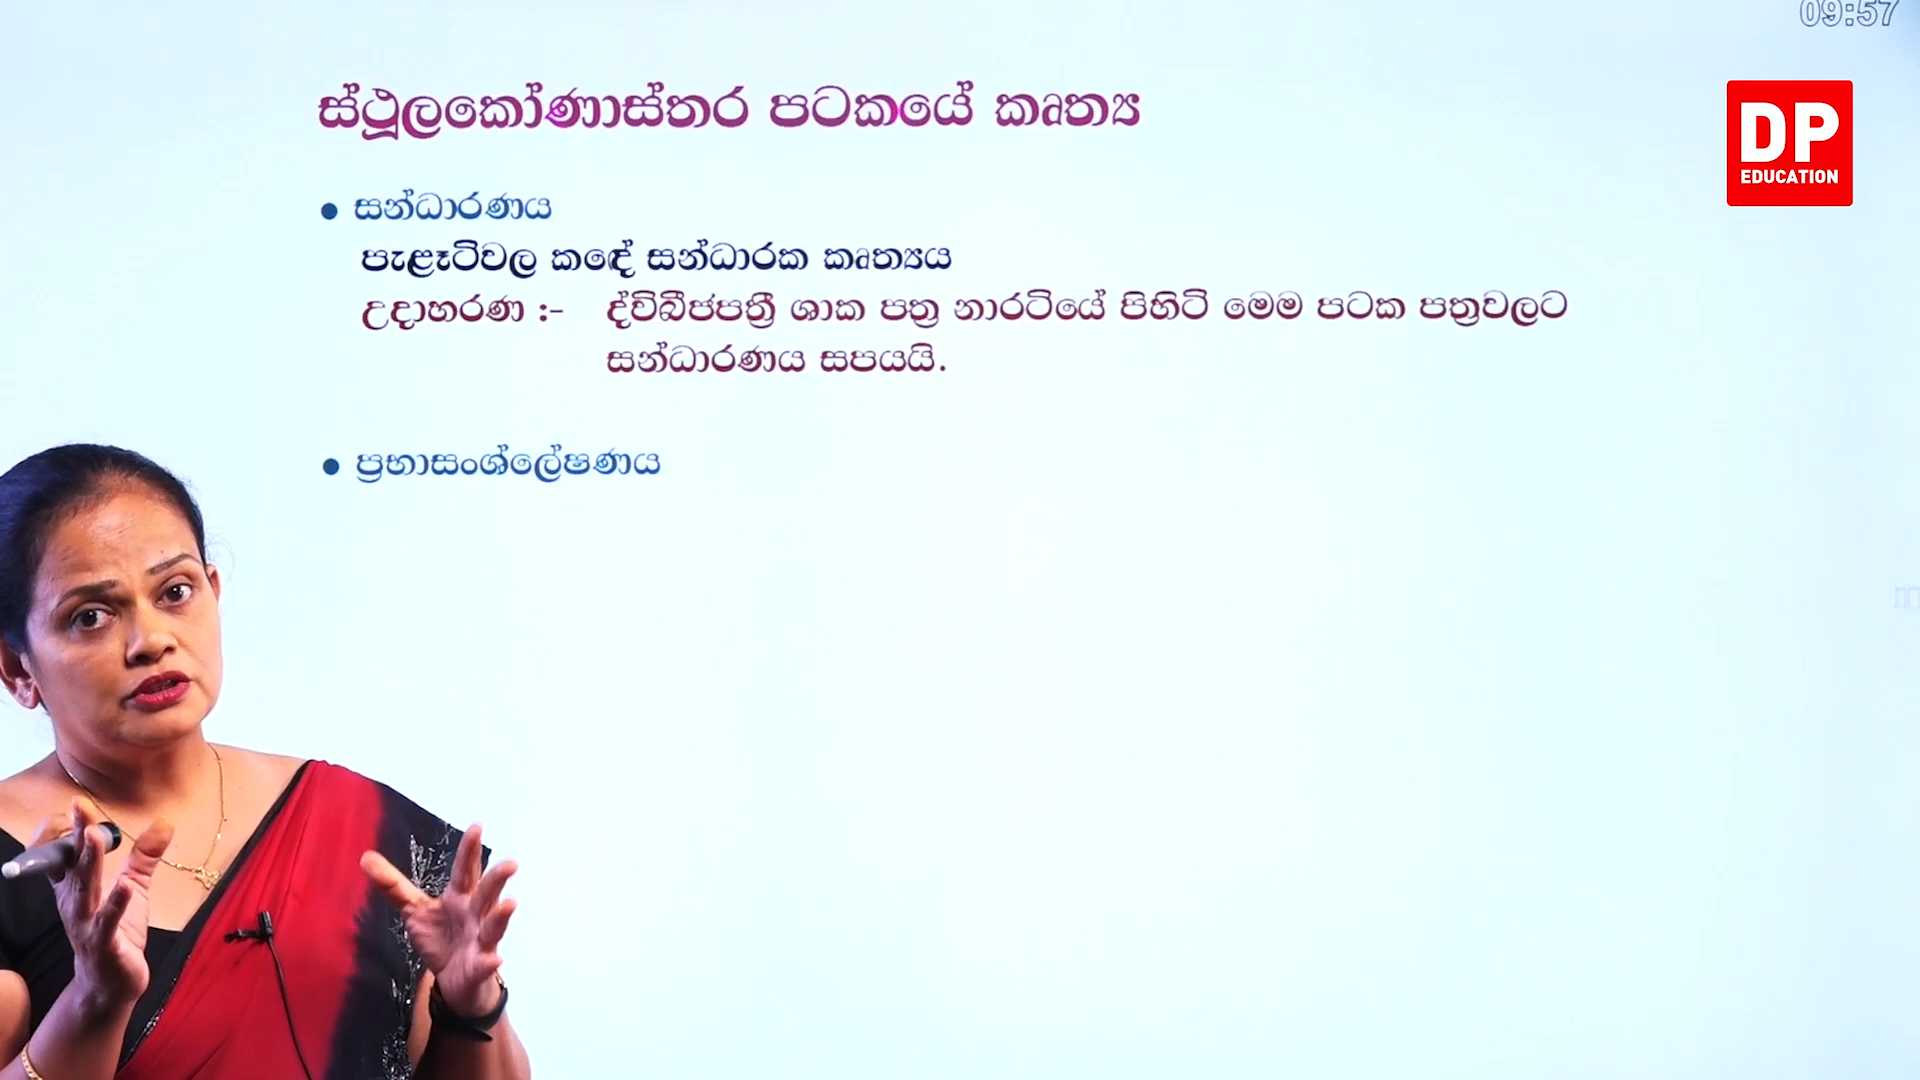 09:57
ස්ථූලකෝණාස්තර පටකයේ කෘත්‍ය
DP
EDUCATION
• සන්ධාරණය
පැළෑටිවල කඳේ සන්ධාරක කෘත්‍යය
උදාහරණ :- ද්විබීජපත්‍රී ශාක පත්‍ර නාරටියේ පිහිටි මෙම පටක පත්‍රවලට
සන්ධාරණය සපයයි.
• ප්‍රභාසංශ්ලේෂණය